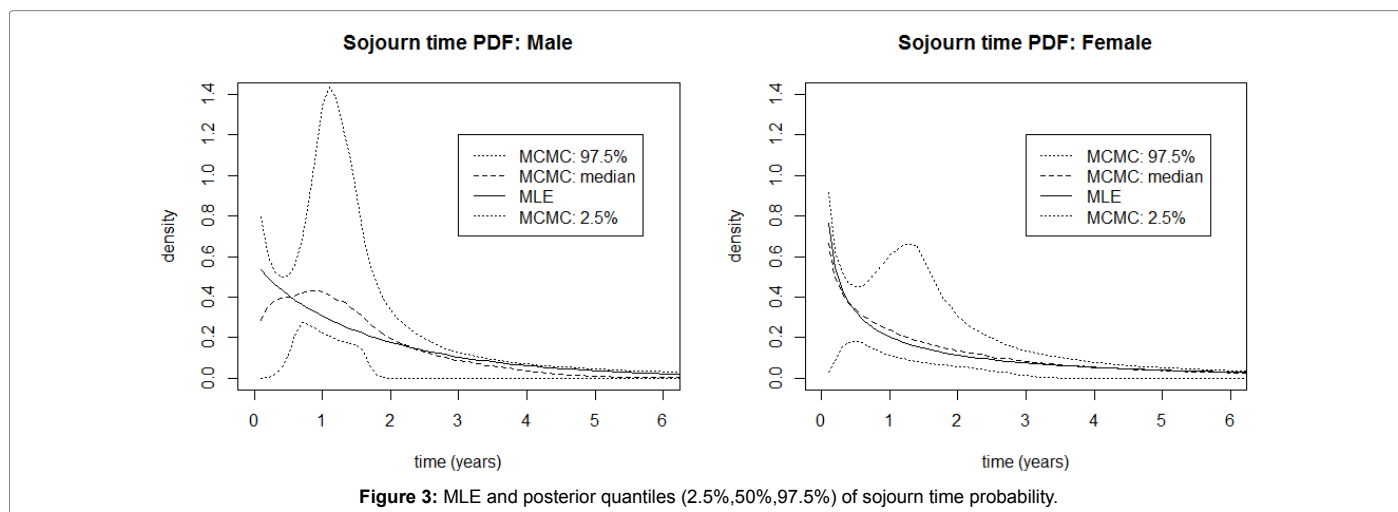 Sojourn time PDF: Male
density
1.4
1.2
1.0
0.8
0.6
0.4
0.2
0.0
MCMC: 97.5%
MCMC: median
MLE
MCMC: 2.5%
0 1 2 3 4 5 6
time (years)
Sojourn time PDF: Female
density
1.4
1.2
1.0
0.8
0.6
0.4
0.2
0.0
MCMC: 97.5%
MCMC: median
MLE
MCMC: 2.5%
0 1 2 3 4 5 6
time (years)
Figure 3: MLE and posterior quantiles (2.5%,50%,97.5%) of sojourn time probability.